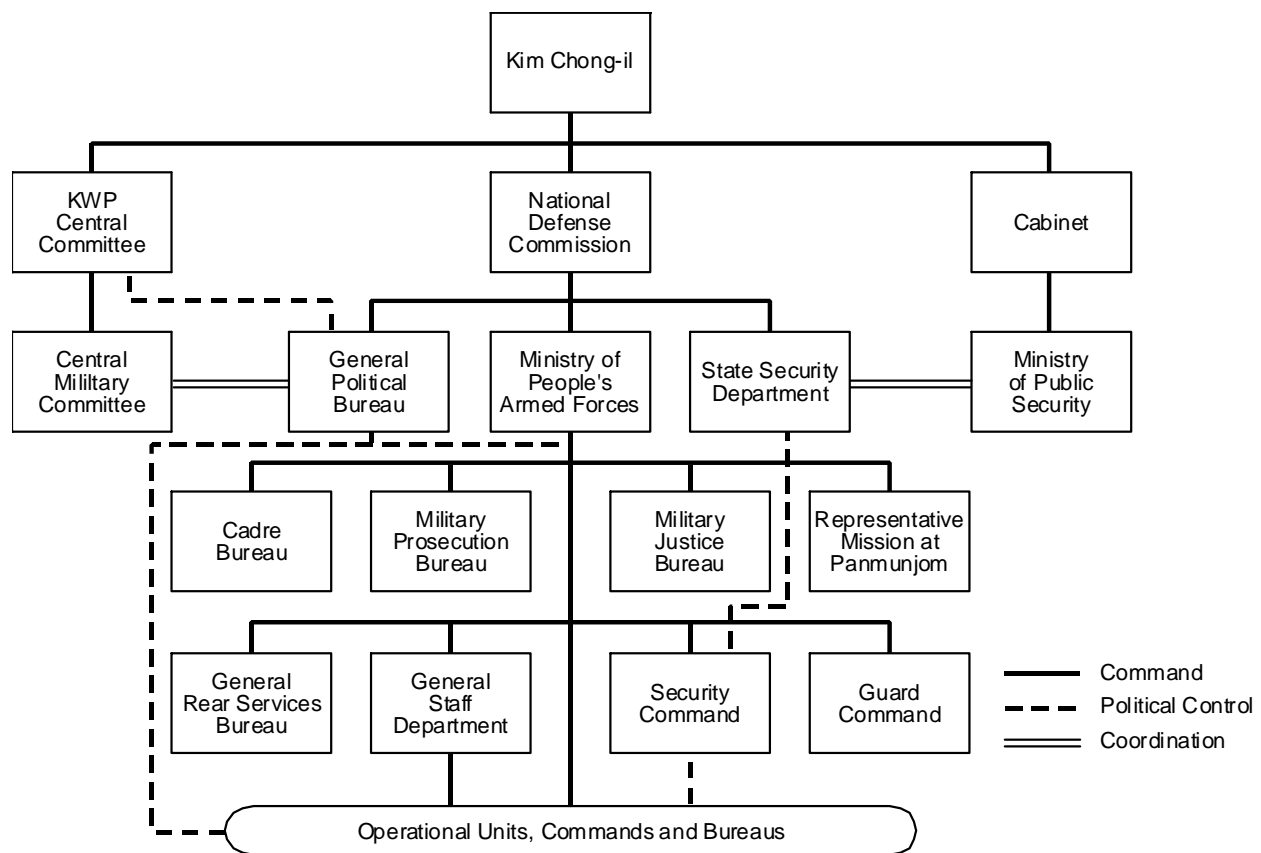 Kim Chong-il
KWP
Central
Committee
National
Defense
Commission
Cabinet
Central
Military
Committee
General
Political
Bureau
Ministry of
People's
Armed Forces
State Security
Department
Ministry
of Public
Security
Cadre
Bureau
Military
Prosecution
Bureau
Military
Justice
Bureau
Representative
Mission at
Panmunjom
General
Rear Services
Bureau
General
Staff
Department
Security
Command
Guard
Command
Command
Political Control
Coordination
Operational Units, Commands and Bureaus